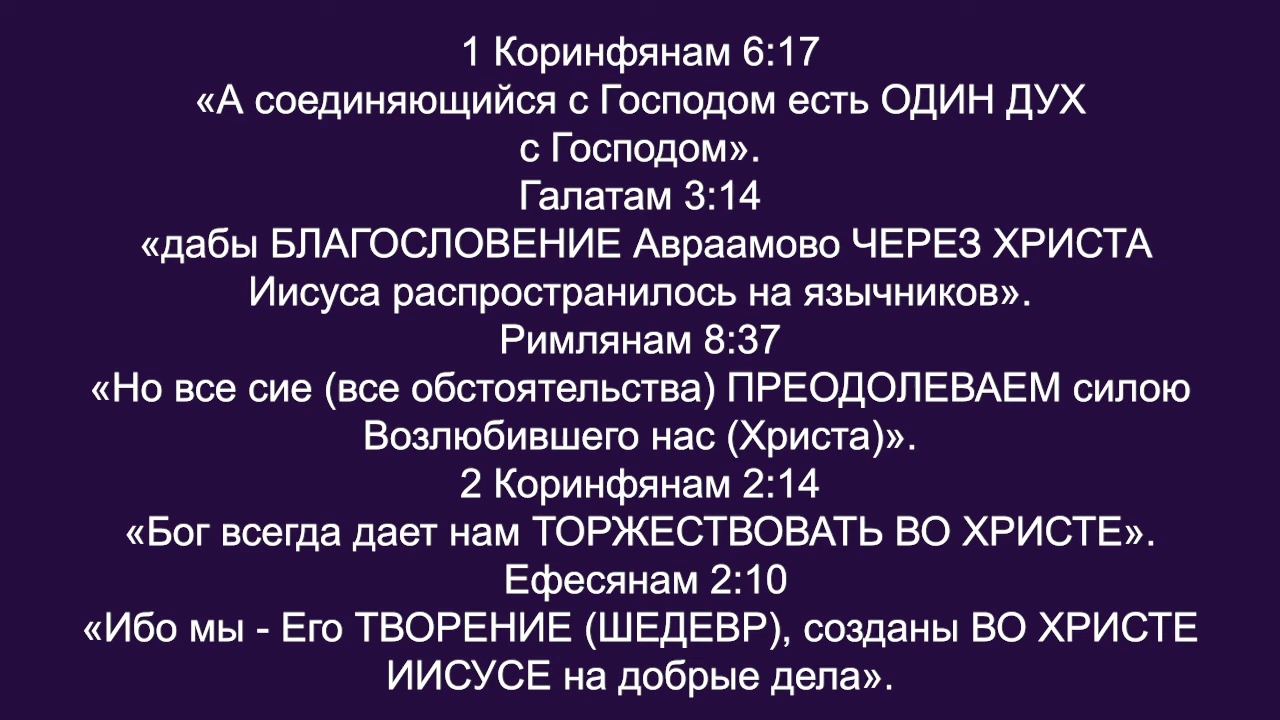 1 Коринфянам 6:17
«А соединяющийся с Господом есть ОДИН ДУХ
с Господом».
Галатам 3:14
«дабы БЛАГОСЛОВЕНИЕ Авраамово ЧЕРЕЗ ХРИСТА
Иисуса распространилось на язычников».
Римлянам 8:37
«Но все сие (все обстоятельства) ПРЕОДОЛЕВАЕМ силою
Возлюбившего нас (Христа)».
2 Коринфянам 2:14
«Бог всегда дает нам ТОРЖЕСТВОВАТЬ ВО ХРИСТЕ».
Ефесянам 2:10
«Ибо мы - Его ТВОРЕНИЕ (ШЕДЕВР), созданы ВО ХРИСТЕ
ИИСУСЕ на добрые дела».